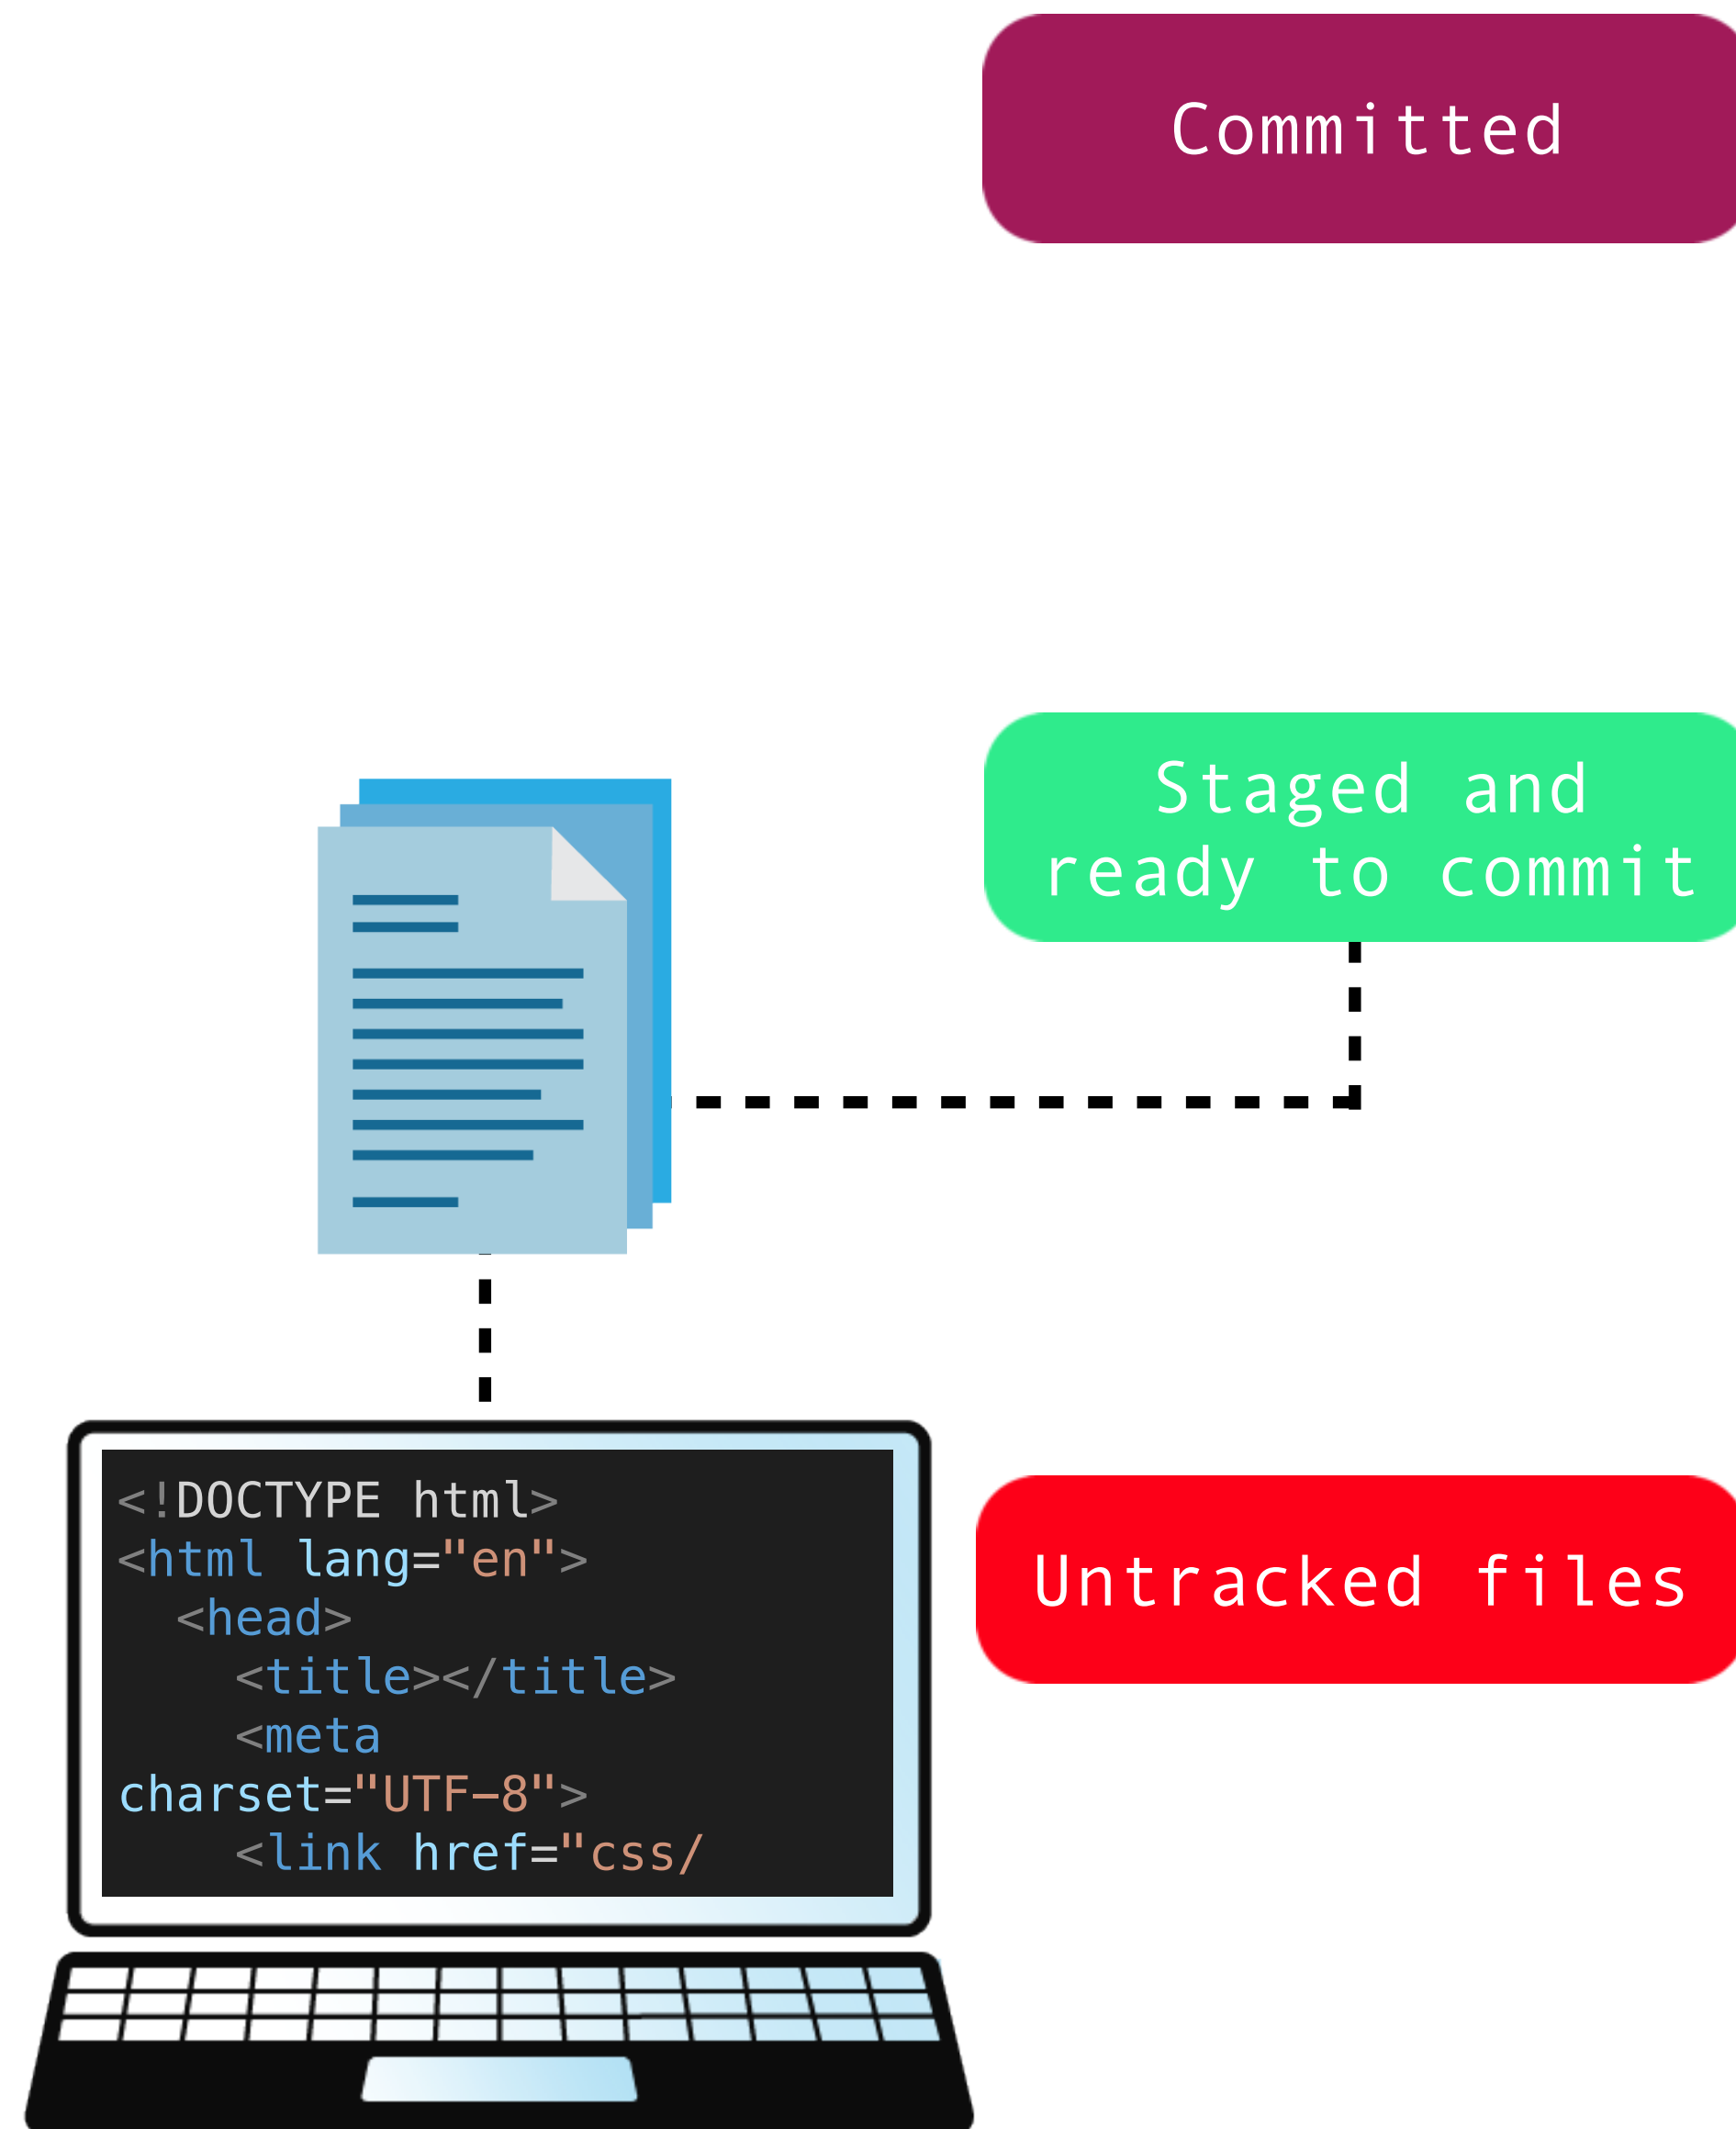 Committed
Staged and
ready to commit
<!DOCTYPE html>
<html lang="en">
<head>
<title></title>
<meta
charset="UTF-8">
<link href="css/
Untracked files